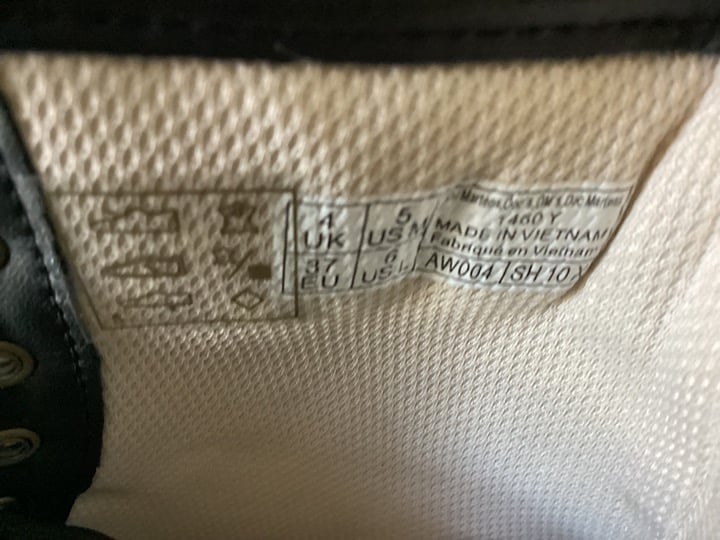 4 UK
5 US M
37 EU
6 US L
Martens,Doc's,DM's,Doc Martens
1460 Y
MADE IN VIETNAM
Fabriqué en Vietnam
AW004 SH 10